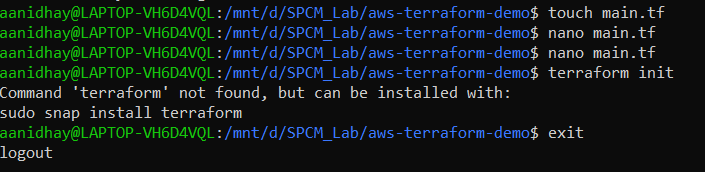 aanidhay@LAPTOP-VH6D4VQL:/mnt/d/SPCM_Lab/aws-terraform-demo$ touch main.tf
aanidhay@LAPTOP-VH6D4VQL:/mnt/d/SPCM_Lab/aws-terraform-demo$ nano main.tf
aanidhay@LAPTOP-VH6D4VQL:/mnt/d/SPCM_Lab/aws-terraform-demo$ nano main.tf
aanidhay@LAPTOP-VH6D4VQL:/mnt/d/SPCM_Lab/aws-terraform-demo$ terraform init
Command 'terraform' not found, but can be installed with:
sudo snap install terraform
aanidhay@LAPTOP-VH6D4VQL:/mnt/d/SPCM_Lab/aws-terraform-demo$ exit
logout